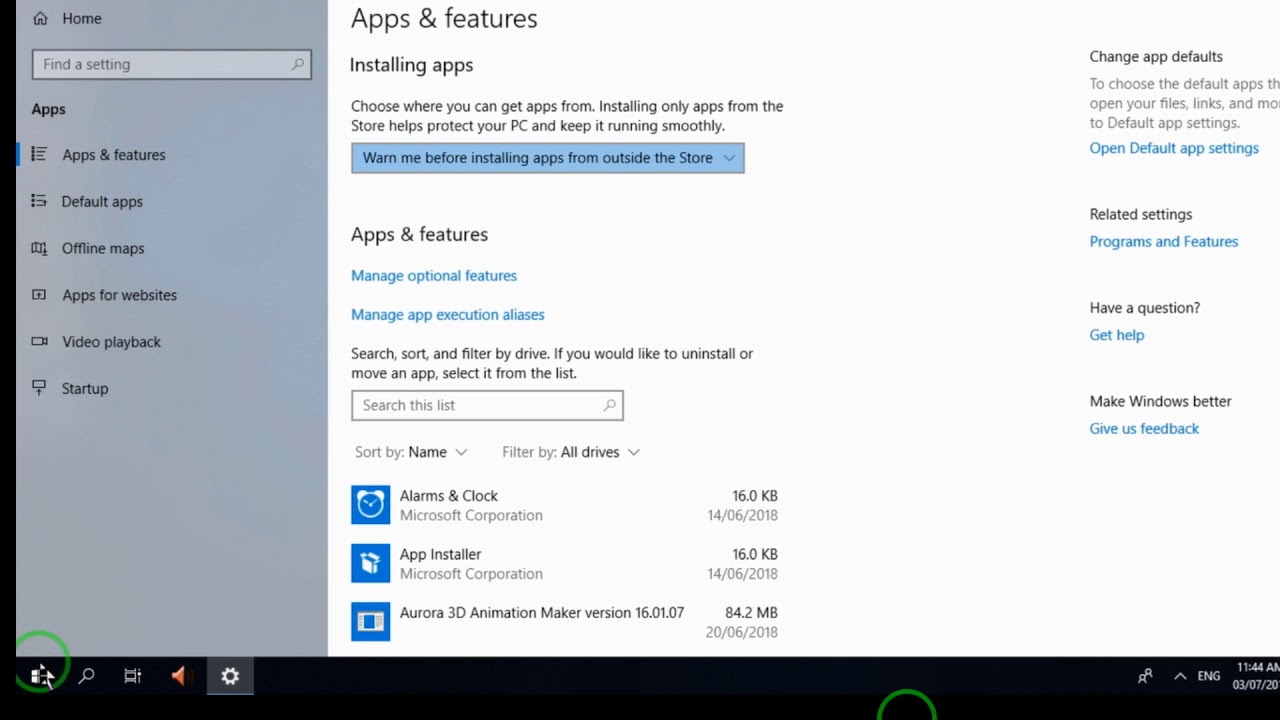 Home
Find a setting
Apps
Apps & features
Default apps
Offline maps
Apps for websites
Video playback
Startup
Apps & features
Installing apps
Choose where you can get apps from. Installing only apps from the
Store helps protect your PC and keep it running smoothly.
Warn me before installing apps from outside the Store
Apps & features
Manage optional features
Manage app execution aliases
Search, sort, and filter by drive. If you would like to uninstall or
move an app, select it from the list.
Search this list
Sort by: Name
Filter by: All drives
Alarms & Clock 16.0 KB
Microsoft Corporation 14/06/2018
App Installer 16.0 KB
Microsoft Corporation 14/06/2018
Aurora 3D Animation Maker version 16.01.07 84.2 MB
20/06/2018
Change app defaults
To choose the default apps
open your files, links, and
to Default app settings.
Open Default app settings
Related settings
Programs and Features
Have a question?
Get help
Make Windows better
Give us feedback
ENG
11:44
03/07/201